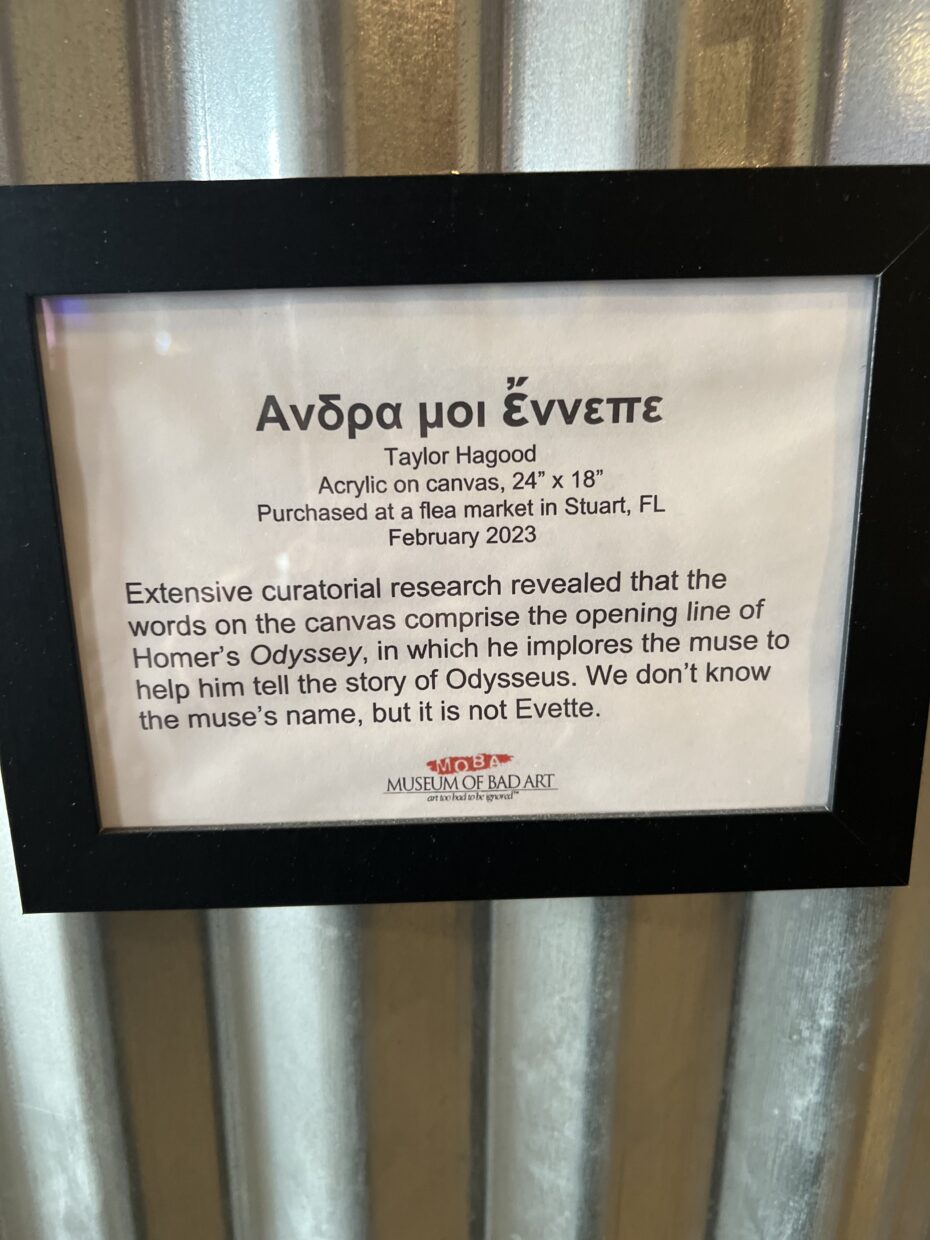 Ανδρα μοι ἔννεπε
Taylor Hagood
Acrylic on canvas, 24” x 18”
Purchased at a flea market in Stuart, FL
February 2023
Extensive curatorial research revealed that the
words on the canvas comprise the opening line of
Homer’s Odyssey, in which he implores the muse to
help him tell the story of Odysseus. We don’t know
the muse’s name, but it is not Evette.
MOBA
MUSEUM OF BAD ART
art too bad to be ignored™